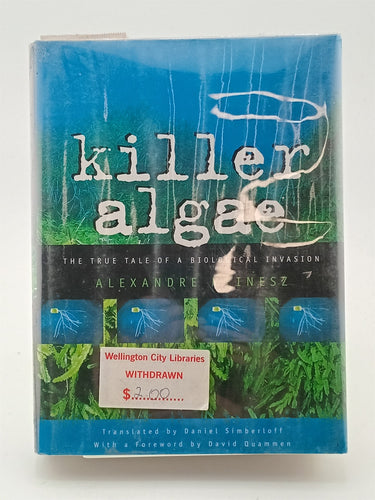 killer
algae
THE TRUE TALE OF A BIOLOGICAL INVASION
ALEXANDRE INESZ
Wellington City Libraries
WITHDRAWN
$2.00
Translated by Daniel Simberloff
With a Foreword by David Quammen